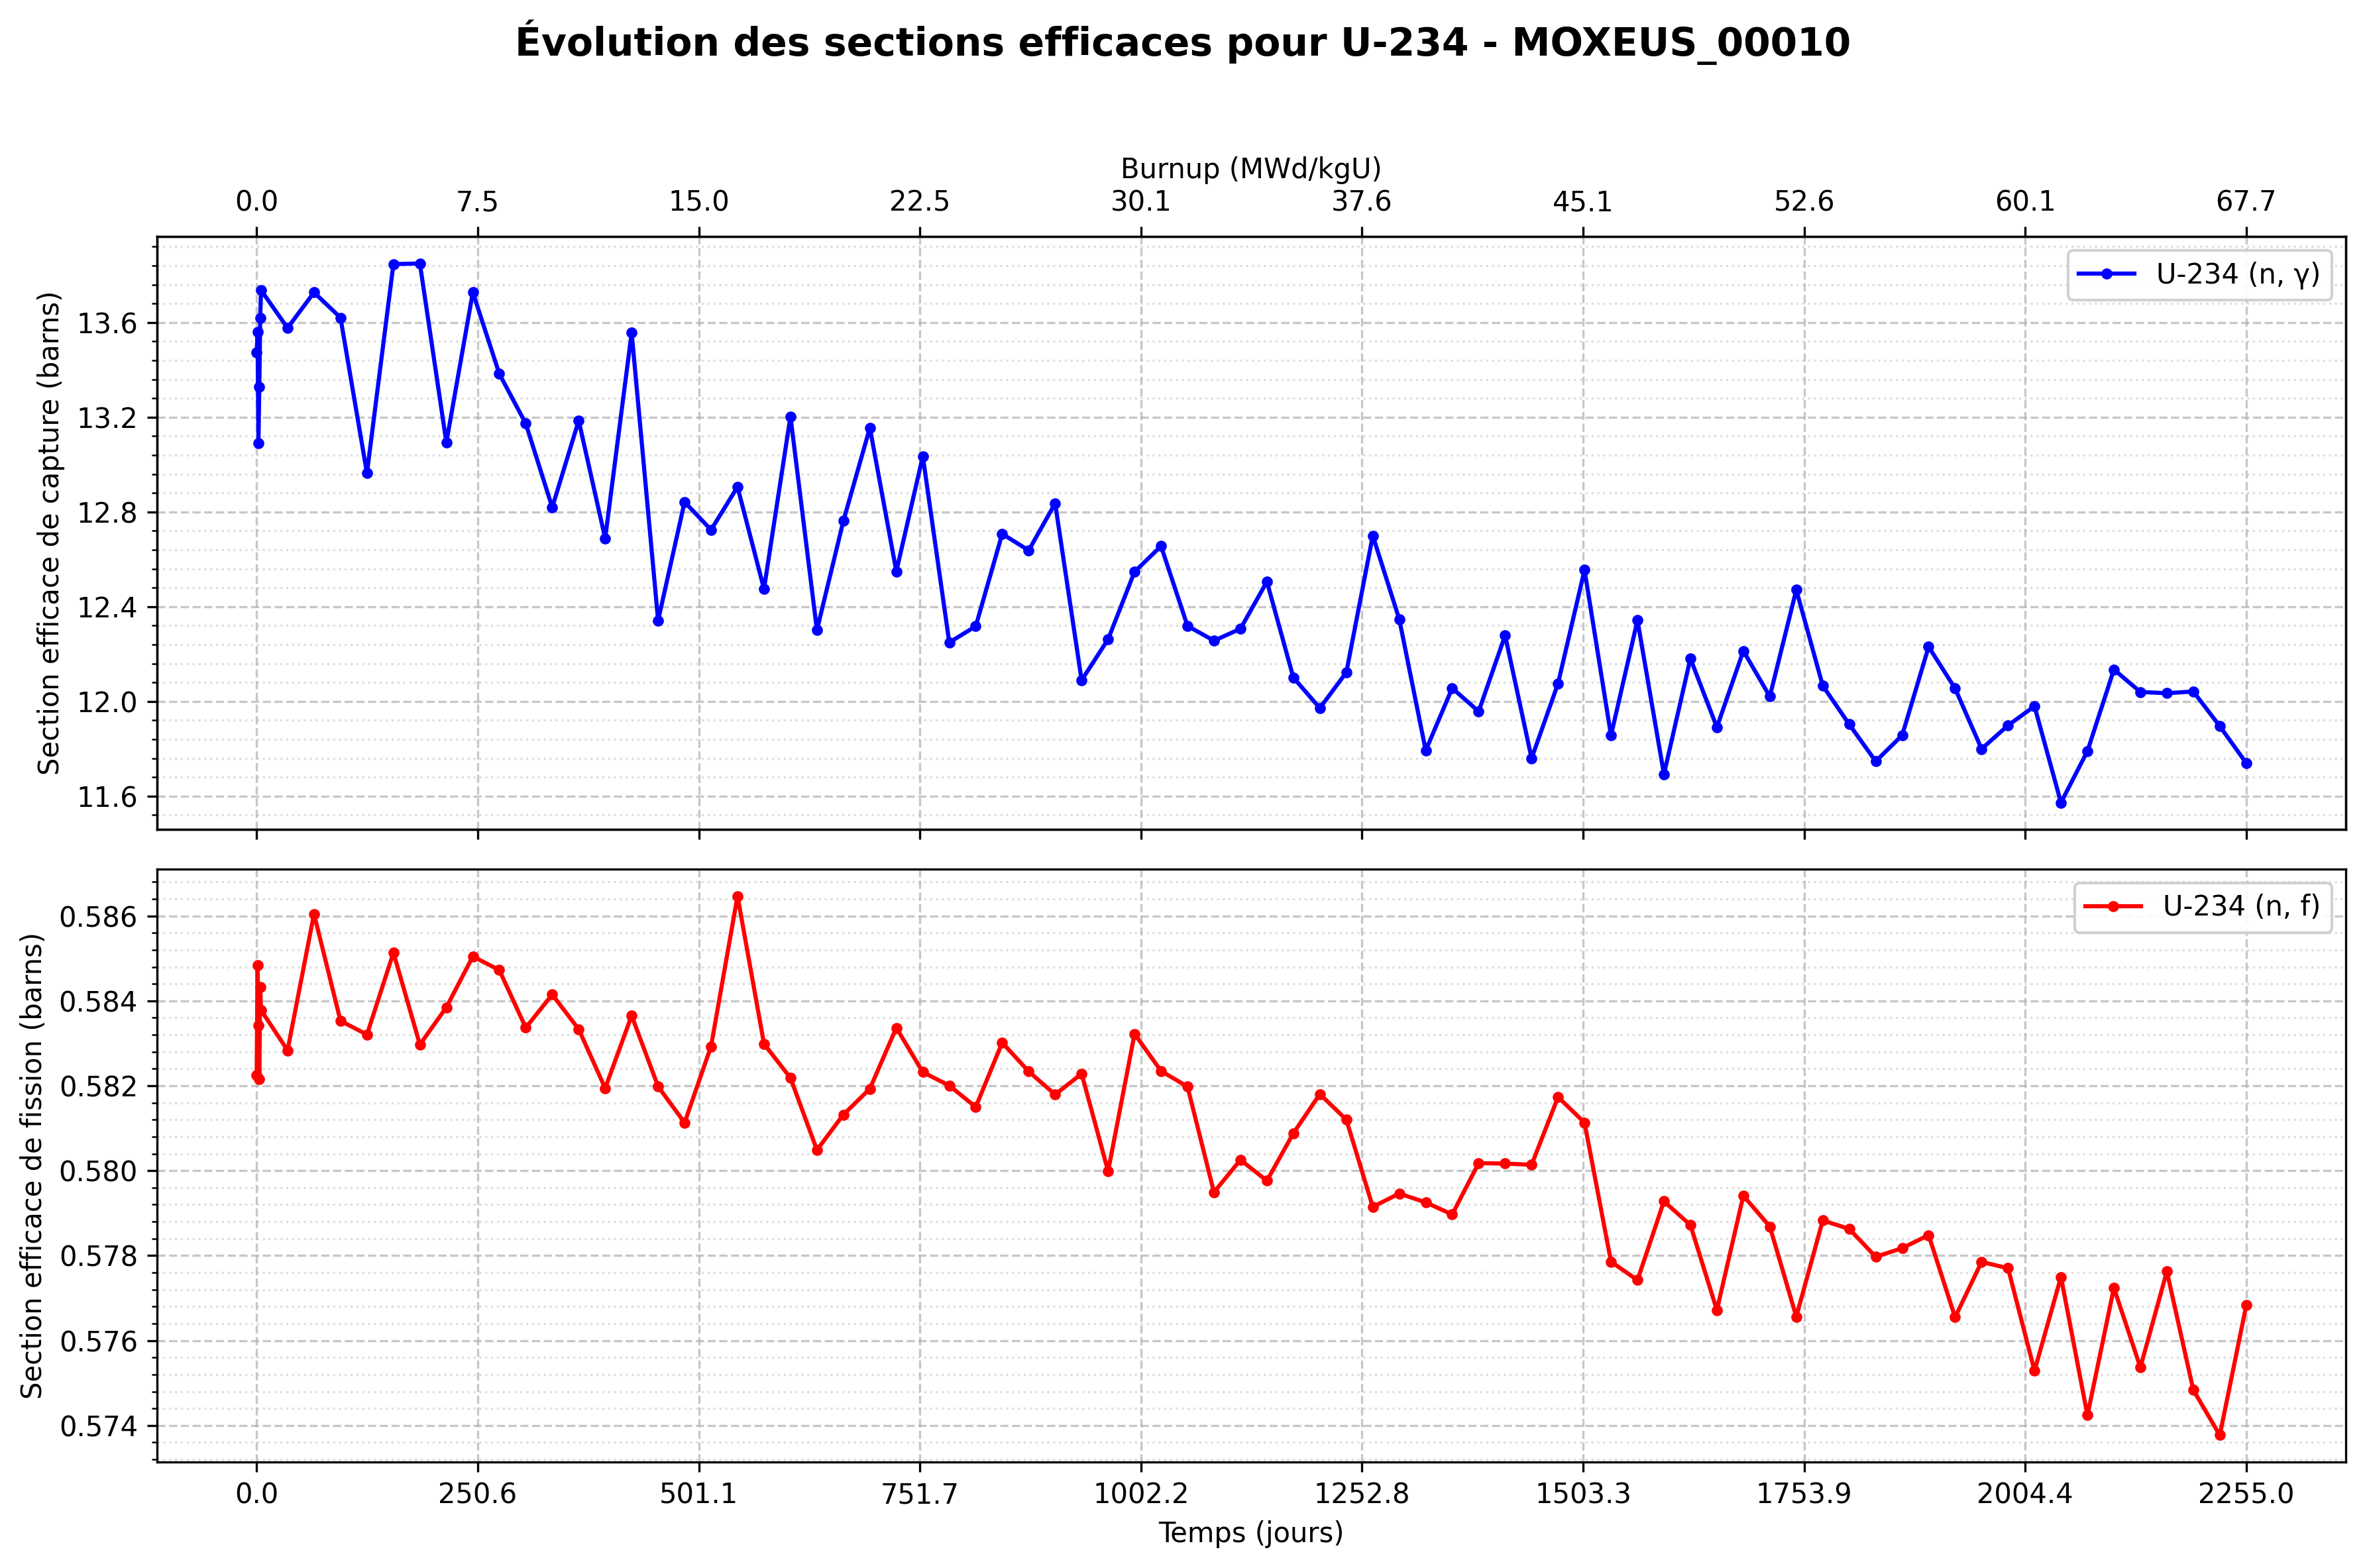 Évolution des sections efficaces pour U-234 - MOXEUS_00010
Burnup (MWd/kgU)
0.0 7.5 15.0 22.5 30.1 37.6 45.1 52.6 60.1 67.7
U-234 (n, γ)
Section efficace de capture (barns)
13.6
13.2
12.8
12.4
12.0
11.6
U-234 (n, f)
Section efficace de fission (barns)
0.586
0.584
0.582
0.580
0.578
0.576
0.574
0.0 250.6 501.1 751.7 1002.2 1252.8 1503.3 1753.9 2004.4 2255.0
Temps (jours)